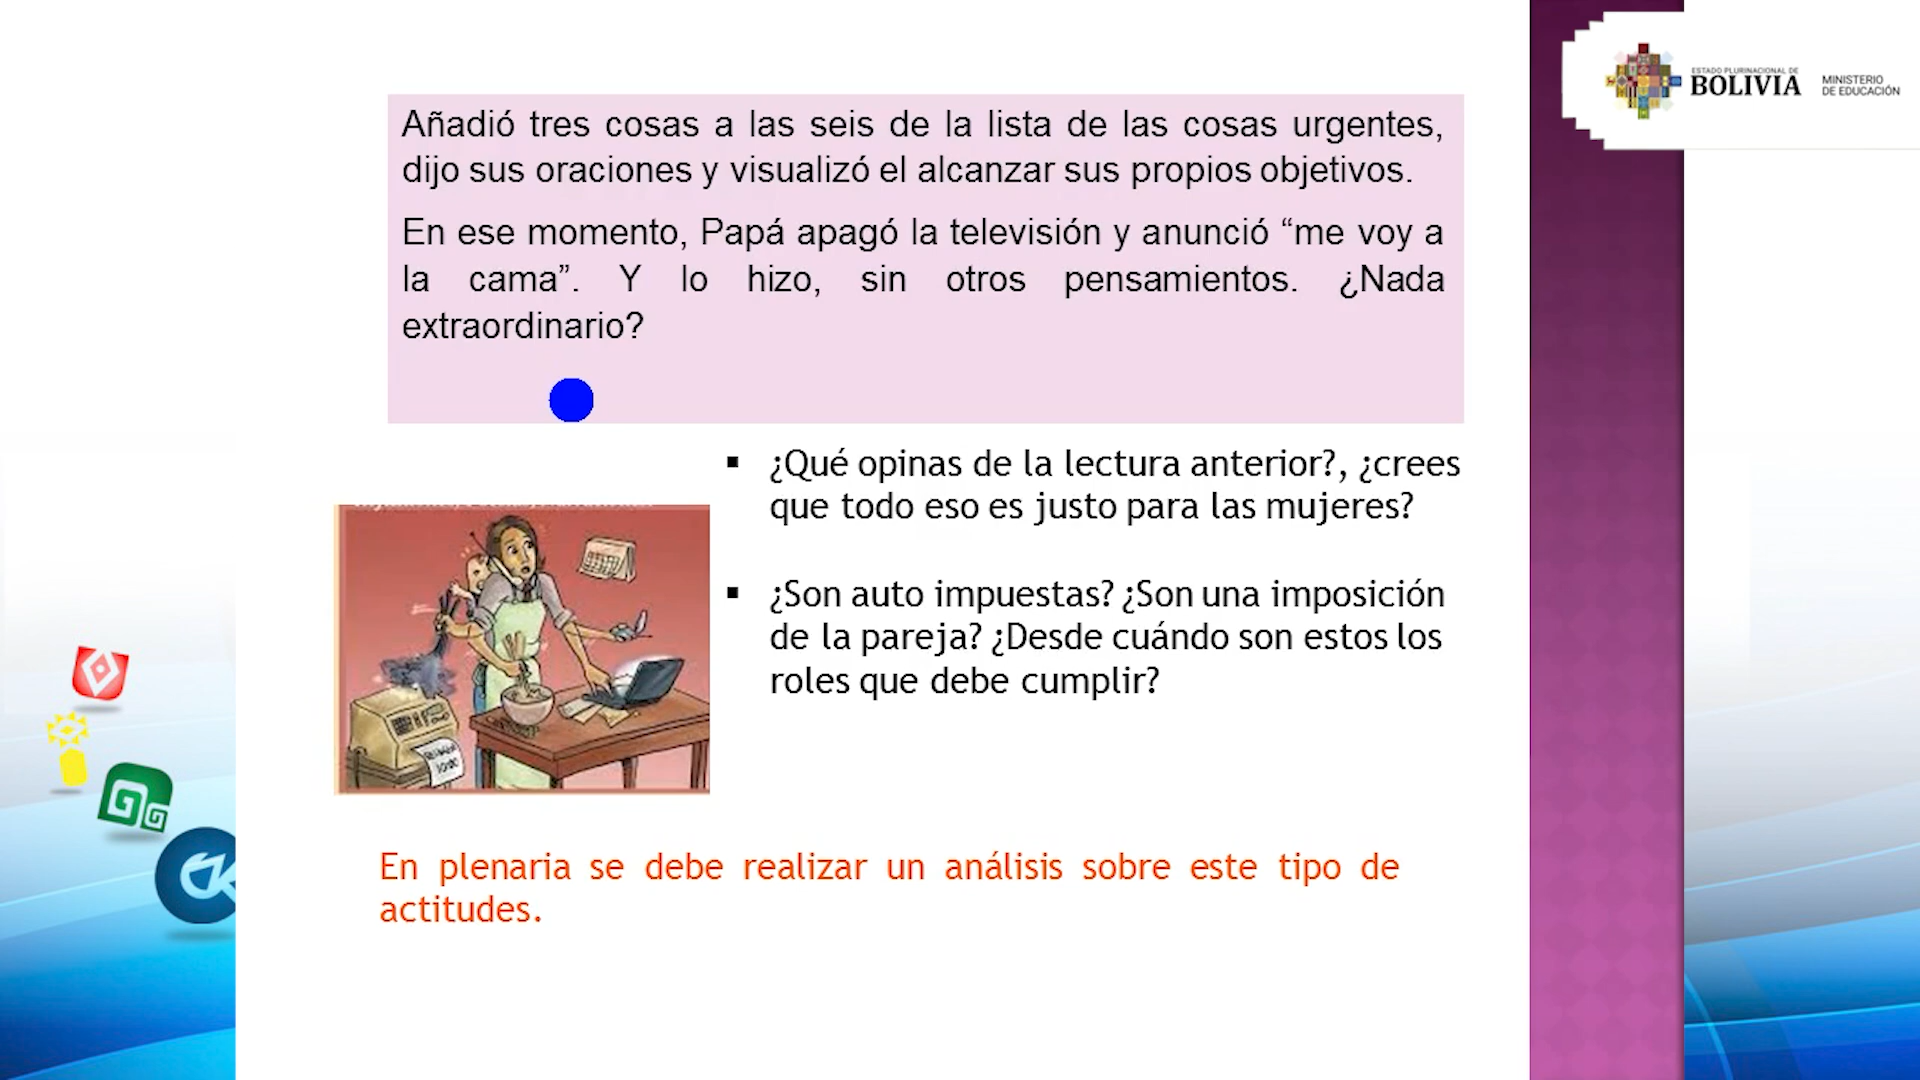 ESTADO PLURINACIONAL DE
BOLIVIA
MINISTERIO
DE EDUCACIÓN
Añadió tres cosas a las seis de la lista de las cosas urgentes,
dijo sus oraciones y visualizó el alcanzar sus propios objetivos.
En ese momento, Papá apagó la televisión y anunció “me voy a
la cama”. Y lo hizo, sin otros pensamientos. ¿Nada
extraordinario?
▪ ¿Qué opinas de la lectura anterior?, ¿crees
que todo eso es justo para las mujeres?
▪ ¿Son auto impuestas? ¿Son una imposición
de la pareja? ¿Desde cuándo son estos los
roles que debe cumplir?
En plenaria se debe realizar un análisis sobre este tipo de
actitudes.